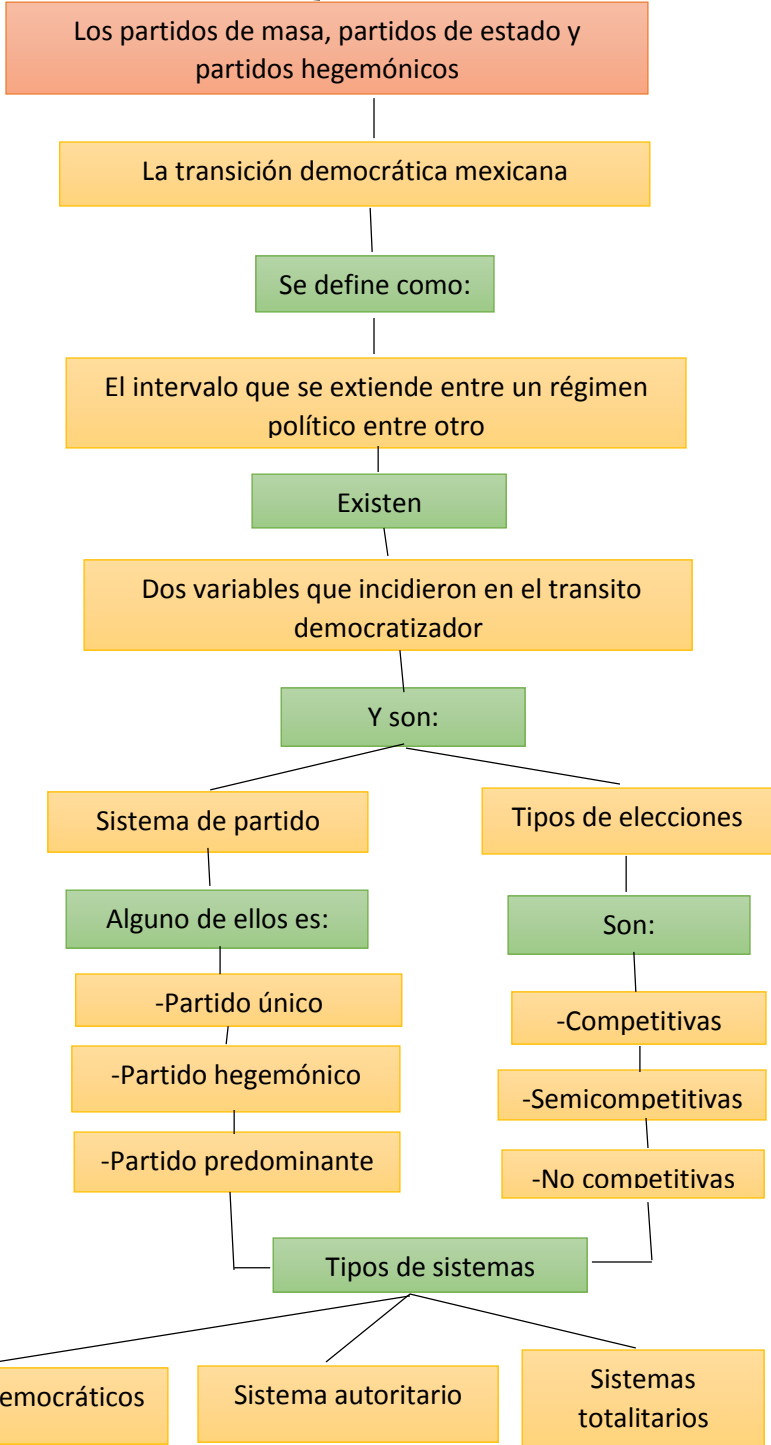 Los partidos de masa, partidos de estado y
partidos hegemónicos
La transición democrática mexicana
Se define como:
El intervalo que se extiende entre un régimen
político entre otro
Existen
Dos variables que incidieron en el transito
democratizador
Y son:
Sistema de partido
Alguno de ellos es:
-Partido único
-Partido hegemónico
-Partido predominante
Tipos de elecciones
Son:
-Competitivas
-Semicompetitivas
-No competitivas
Tipos de sistemas
emocráticos
Sistema autoritario
Sistemas
totalitarios